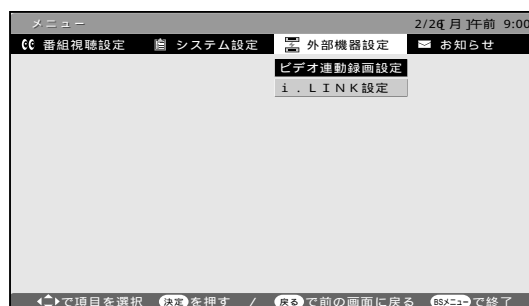 メニュー 2/26[月]午前 9:00
番組視聴設定 システム設定 外部機器設定 お知らせ
ビデオ連動録画設定
i.LINK設定
で項目を選択 決定を押す / 戻るで前の画面に戻る BSメニューで終了